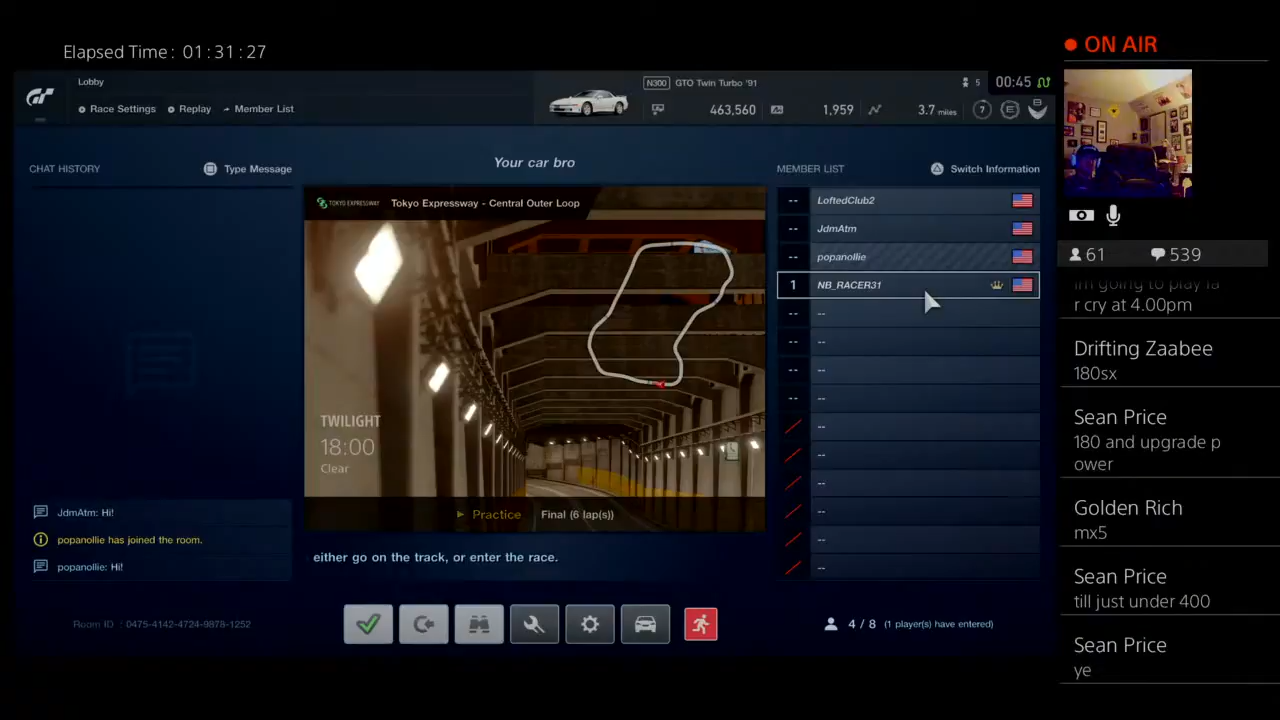 Elapsed Time: 01:31:27
ON AIR
Lobby
Race Settings
Replay
Member List
N300
GTO Twin Turbo '91
463,560
1,959
3.7 miles
7
E
B
5
00:45
Your car bro
CHAT HISTORY
Type Message
MEMBER LIST
Switch Information
TOKYO EXPRESSWAY
Tokyo Expressway - Central Outer Loop
TWILIGHT
18:00
Clear
Practice
Final (6 lap(s))
-- LoftedClub2
-- JdmAtm
-- popanollie
1 NB_RACER31
-- --
-- --
-- --
-- --
--
--
--
--
--
--
JdmAtm: Hi!
popanollie has joined the room.
popanollie: Hi!
either go on the track, or enter the race.
Room ID : 0475-4142-4724-9878-1252
4 / 8
(1 player(s) have entered)
61
539
im going to play fa
r cry at 4.00pm
Drifting Zaabee
180sx
Sean Price
180 and upgrade p
ower
Golden Rich
mx5
Sean Price
till just under 400
Sean Price
ye